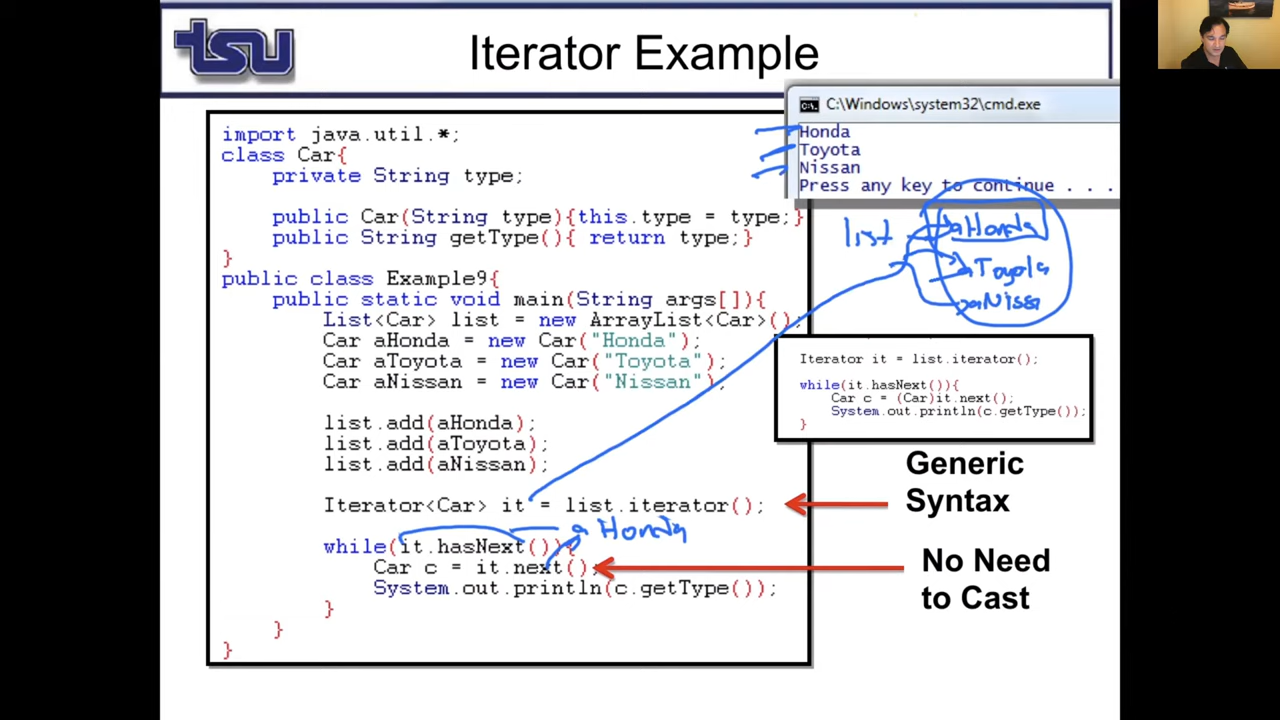 tsu
Iterator Example
C:\Windows\system32\cmd.exe
Honda
Toyota
Nissan
Press any key to continue . . .
import java.util.*;
class Car{
private String type;
public Car(String type){this.type = type;}
public String getType(){ return type;}
}
public class Example9{
public static void main(String args[]){
List<Car> list = new ArrayList<Car>();
Car aHonda = new Car("Honda");
Car aToyota = new Car("Toyota");
Car aNissan = new Car("Nissan");
list.add(aHonda);
list.add(aToyota);
list.add(aNissan);
Iterator<Car> it = list.iterator();
while(it.hasNext()){
Car c = it.next();
System.out.println(c.getType());
}
}
}
list
aHonda
aToyota
aNissa
a Honda
Iterator it = list.iterator();
while(it.hasNext()){
Car c = (Car)it.next();
System.out.println(c.getType());
}
Generic
Syntax
No Need
to Cast